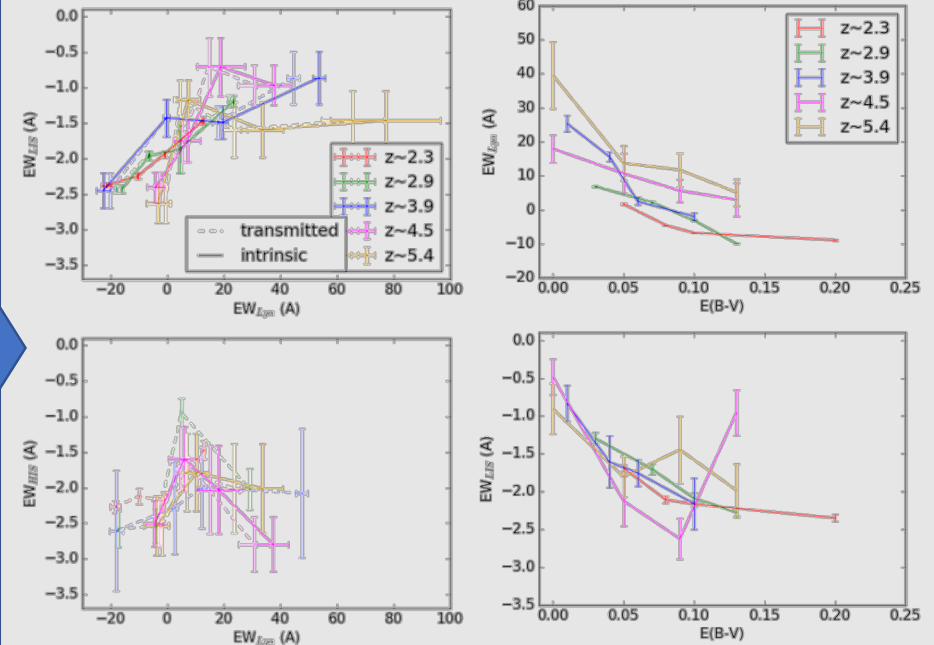 0.0
−0.5
−1.0
−1.5
−2.0
−2.5
−3.0
−3.5
EW_LIS (A)
z~2.3
z~2.9
z~3.9
z~4.5
z~5.4
transmitted
intrinsic
−20 0 20 40 60 80 100
EW_Lyα (A)
60
50
40
30
20
10
0
−10
−20
EW_Lyα (A)
z~2.3
z~2.9
z~3.9
z~4.5
z~5.4
0.00 0.05 0.10 0.15 0.20 0.25
E(B-V)
0.0
−0.5
−1.0
−1.5
−2.0
−2.5
−3.0
−3.5
EW_HIS (A)
−20 0 20 40 60 80 100
EW_Lyα (A)
0.0
−0.5
−1.0
−1.5
−2.0
−2.5
−3.0
−3.5
EW_LIS (A)
0.00 0.05 0.10 0.15 0.20 0.25
E(B-V)